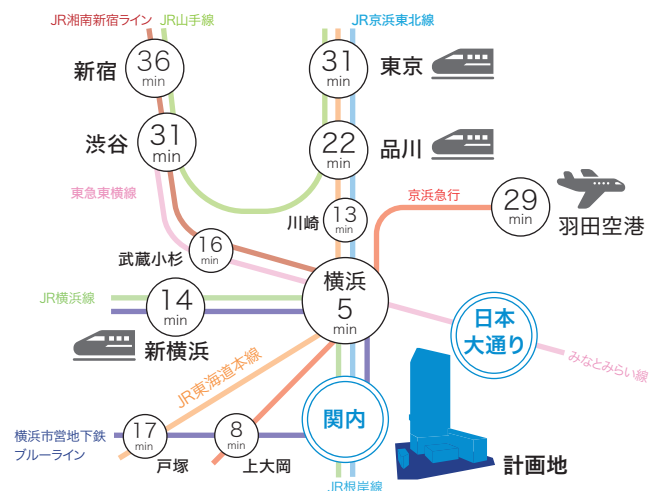 JR湘南新宿ライン
JR山手線
JR京浜東北線
新宿
36
min
31
min
東京
渋谷
31
min
22
min
品川
東急東横線
京浜急行
29
min
羽田空港
川崎
13
min
武蔵小杉
16
min
横浜
5
min
JR横浜線
14
min
新横浜
日本
大通り
みなとみらい線
JR東海道本線
関内
横浜市営地下鉄
ブルーライン
17
min
戸塚
8
min
上大岡
計画地
JR根岸線